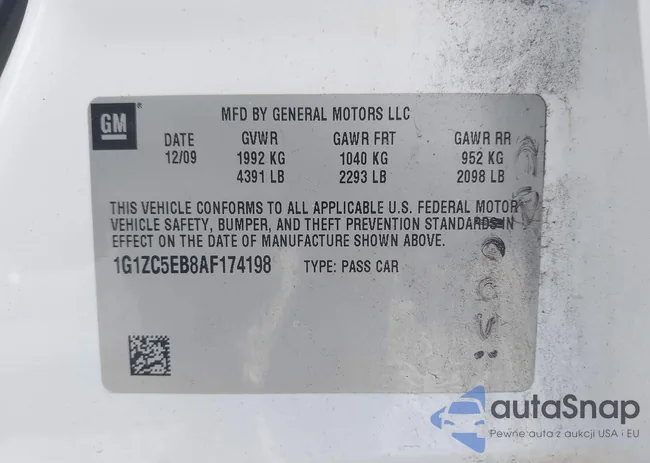 GM
MFD BY GENERAL MOTORS LLC
DATE GVWR GAWR FRT GAWR RR
12/09 1992 KG 1040 KG 952 KG
4391 LB 2293 LB 2098 LB
THIS VEHICLE CONFORMS TO ALL APPLICABLE U.S. FEDERAL MOTOR
VEHICLE SAFETY, BUMPER, AND THEFT PREVENTION STANDARDS IN
EFFECT ON THE DATE OF MANUFACTURE SHOWN ABOVE.
1G1ZC5EB8AF174198 TYPE: PASS CAR
autaSnap
Pewne auta z aukcji USA i EU